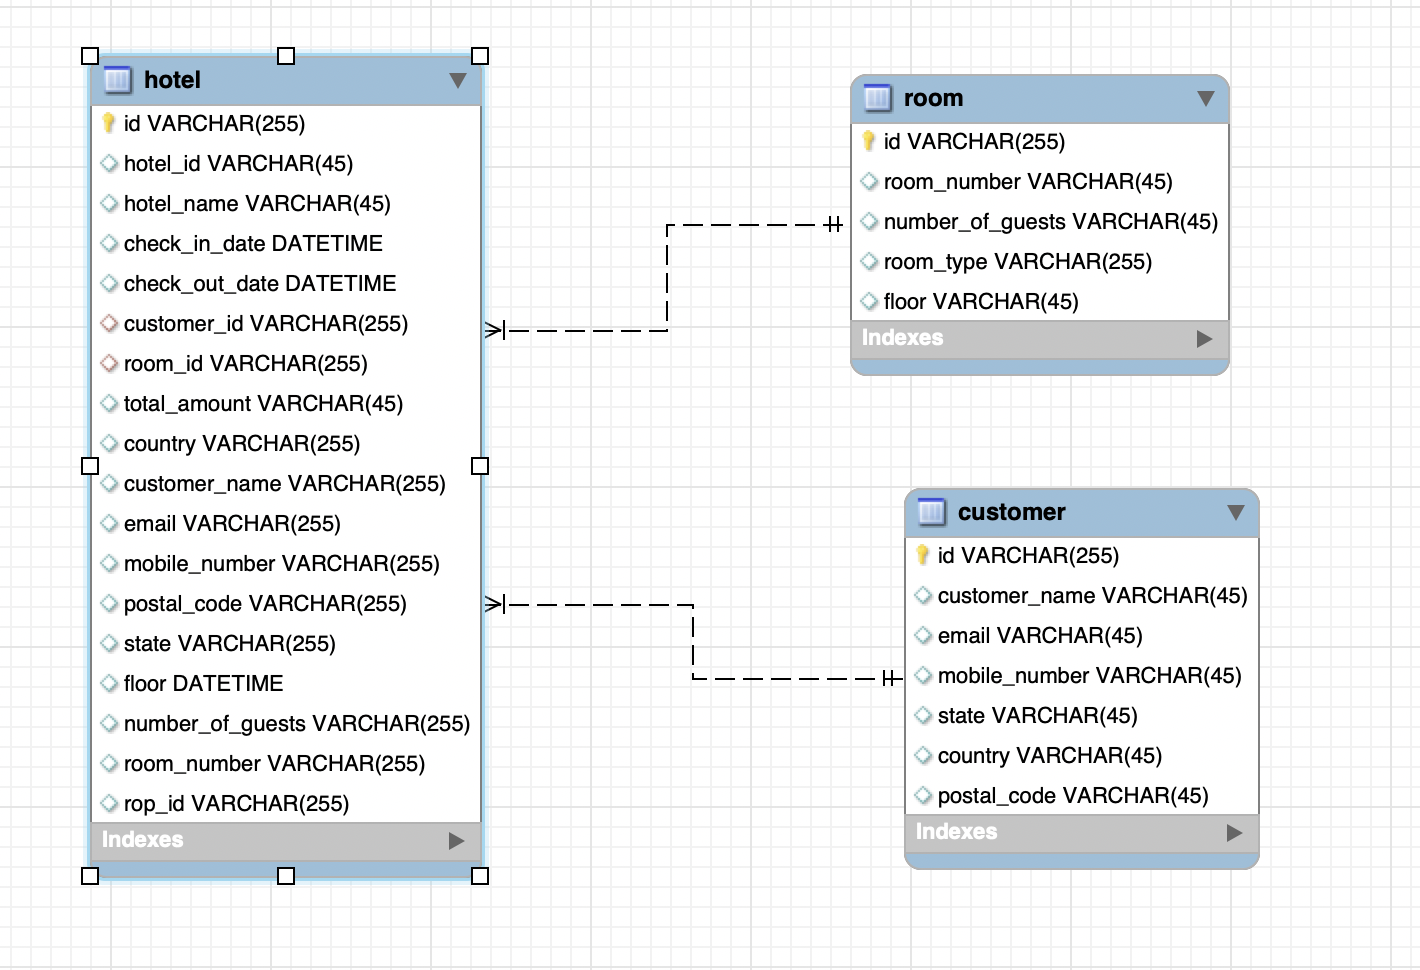 hotel
id VARCHAR(255)
hotel_id VARCHAR(45)
hotel_name VARCHAR(45)
check_in_date DATETIME
check_out_date DATETIME
customer_id VARCHAR(255)
room_id VARCHAR(255)
total_amount VARCHAR(45)
country VARCHAR(255)
customer_name VARCHAR(255)
email VARCHAR(255)
mobile_number VARCHAR(255)
postal_code VARCHAR(255)
state VARCHAR(255)
floor DATETIME
number_of_guests VARCHAR(255)
room_number VARCHAR(255)
rop_id VARCHAR(255)
Indexes
room
id VARCHAR(255)
room_number VARCHAR(45)
number_of_guests VARCHAR(45)
room_type VARCHAR(255)
floor VARCHAR(45)
Indexes
customer
id VARCHAR(255)
customer_name VARCHAR(45)
email VARCHAR(45)
mobile_number VARCHAR(45)
state VARCHAR(45)
country VARCHAR(45)
postal_code VARCHAR(45)
Indexes